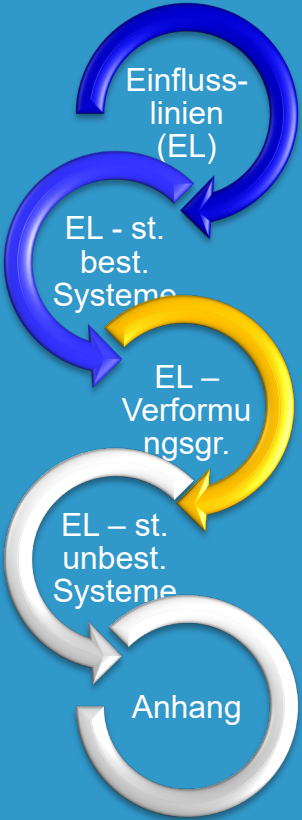 Einfluss-
linien
(EL)
EL - st.
best.
Systeme
EL –
Verformu
ngsgr.
EL – st.
unbest.
Systeme
Anhang